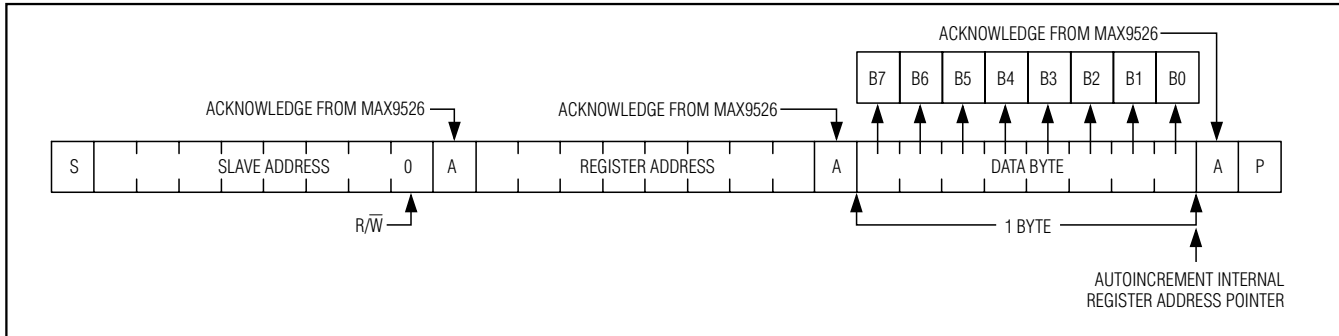 ACKNOWLEDGE FROM MAX9526
B7 B6 B5 B4 B3 B2 B1 B0
ACKNOWLEDGE FROM MAX9526 ACKNOWLEDGE FROM MAX9526
S SLAVE ADDRESS 0 A REGISTER ADDRESS A DATA BYTE A P
R/W̅ 1 BYTE
AUTOINCREMENT INTERNAL
REGISTER ADDRESS POINTER